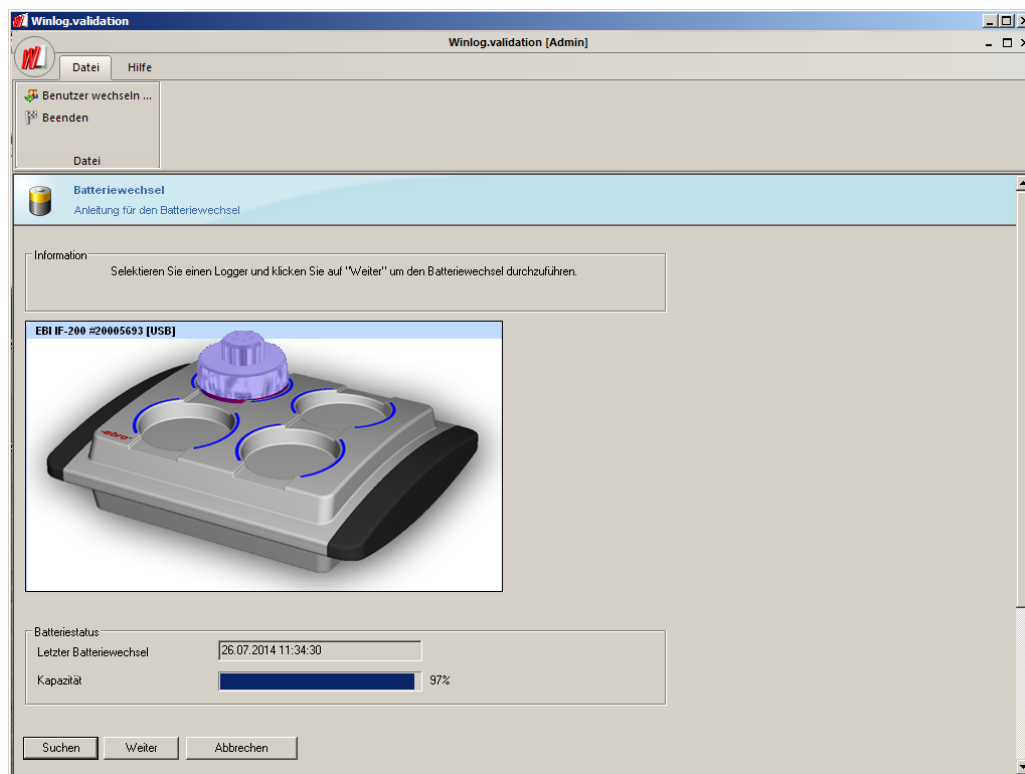 Winlog.validation
Winlog.validation [Admin]
WL
Datei Hilfe
Benutzer wechseln ...
Beenden
Datei
Batteriewechsel
Anleitung für den Batteriewechsel
Information
Selektieren Sie einen Logger und klicken Sie auf "Weiter" um den Batteriewechsel durchzuführen.
EBI IF-200 #20005693 [USB]
-ebro-
Batteriestatus
Letzter Batteriewechsel 26.07.2014 11:34:30
Kapazität 97%
Suchen Weiter Abbrechen